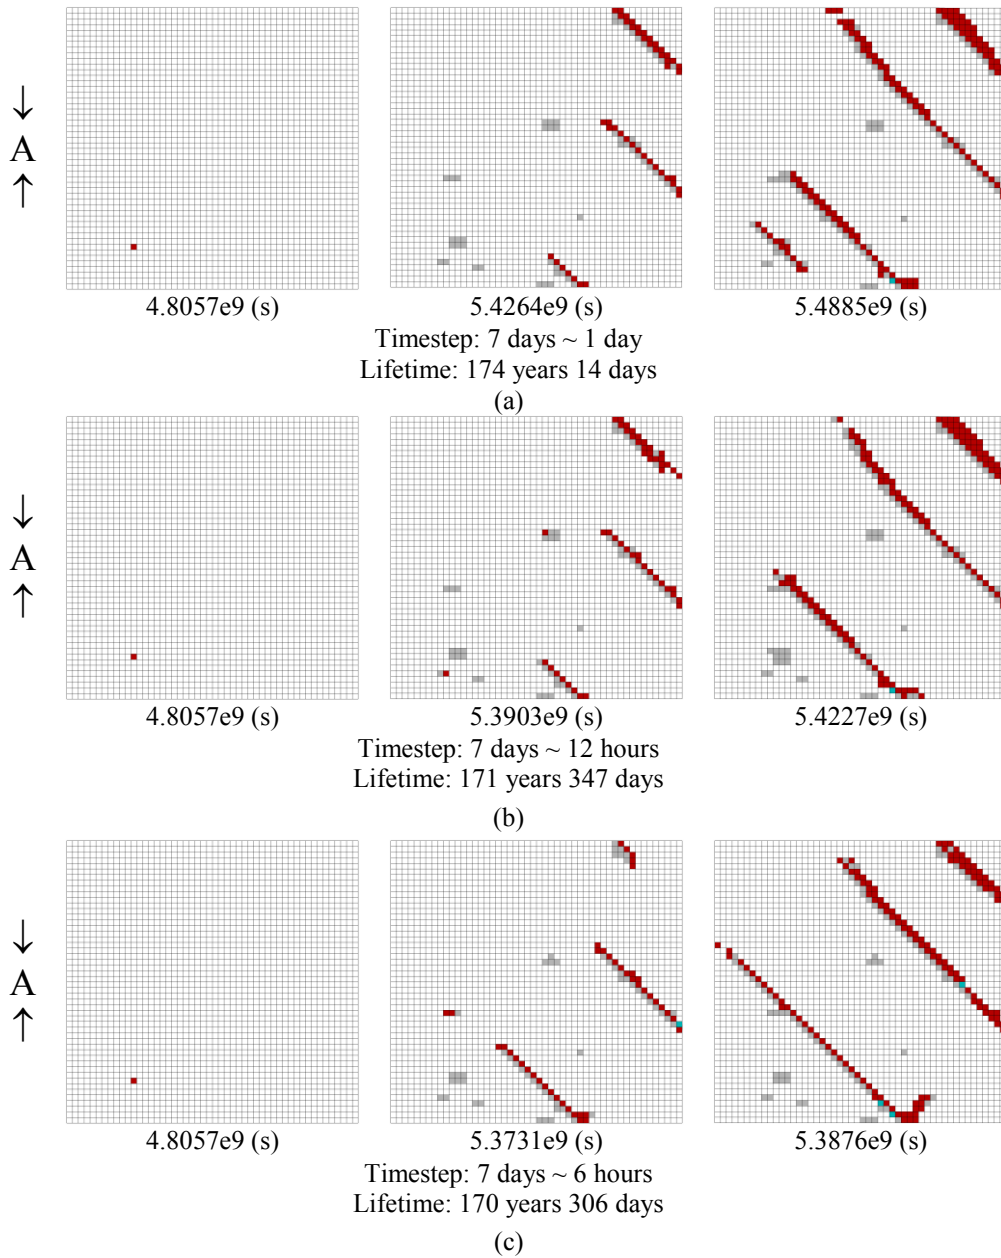 ↓
A
↑
4.8057e9 (s) 5.4264e9 (s) 5.4885e9 (s)
Timestep: 7 days ~ 1 day
Lifetime: 174 years 14 days
(a)
↓
A
↑
4.8057e9 (s) 5.3903e9 (s) 5.4227e9 (s)
Timestep: 7 days ~ 12 hours
Lifetime: 171 years 347 days
(b)
↓
A
↑
4.8057e9 (s) 5.3731e9 (s) 5.3876e9 (s)
Timestep: 7 days ~ 6 hours
Lifetime: 170 years 306 days
(c)